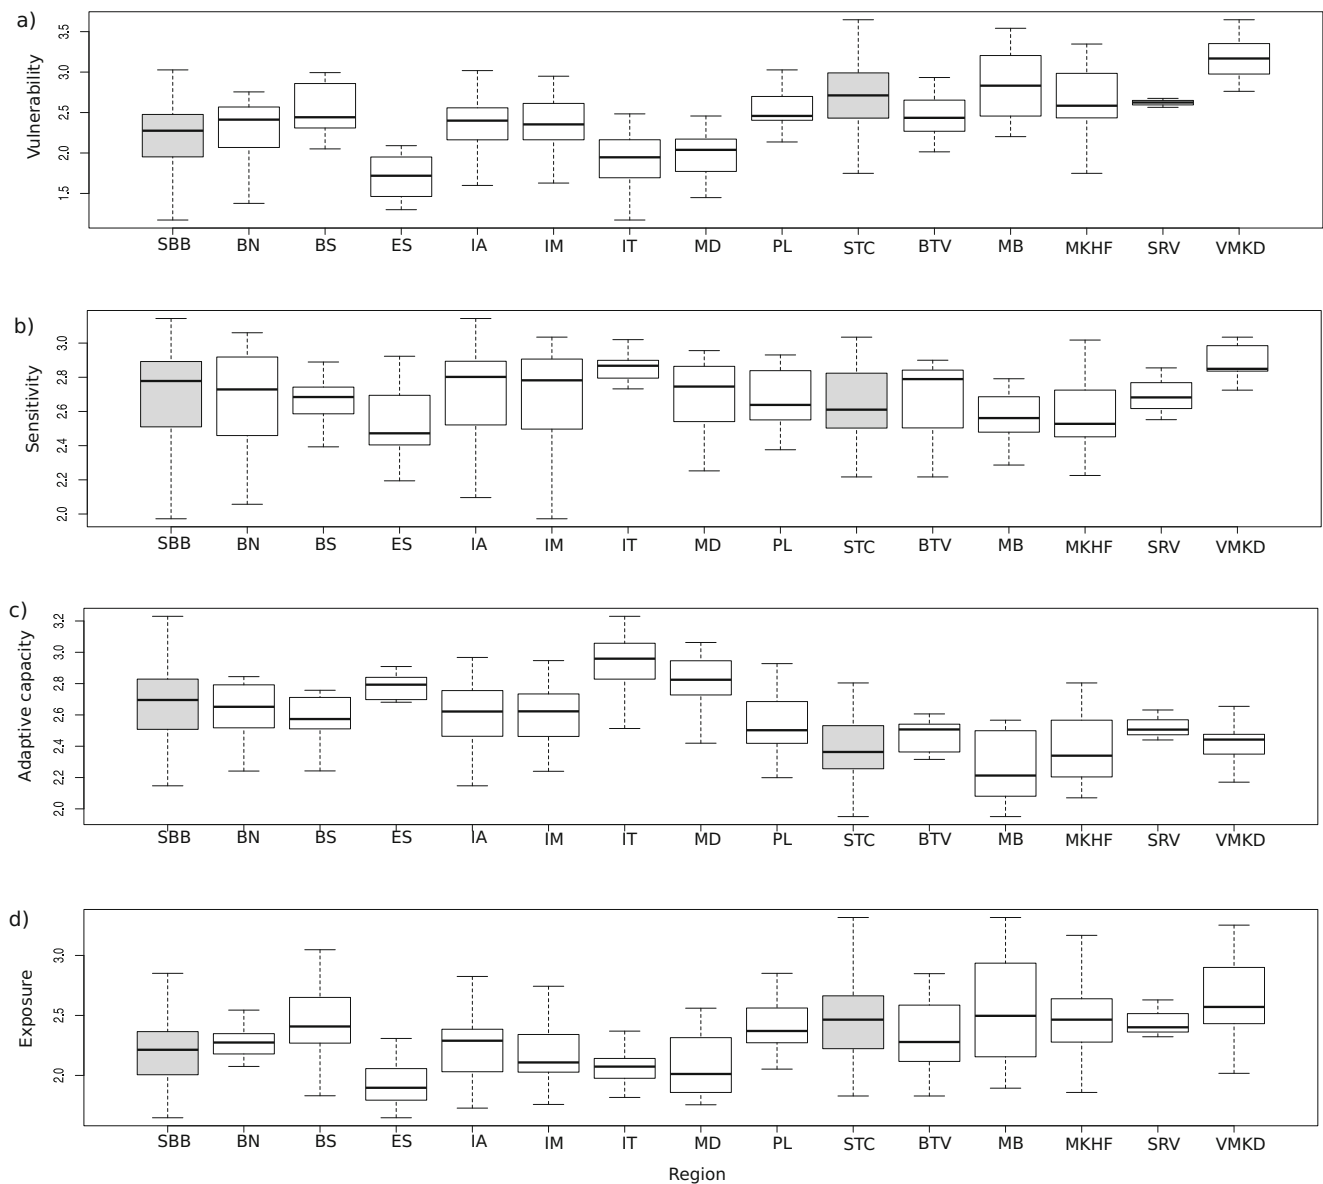 a)
Vulnerability
3.5
3.0
2.5
2.0
1.5
SBB BN BS ES IA IM IT MD PL STC BTV MB MKHF SRV VMKD
b)
Sensitivity
3.0
2.8
2.6
2.4
2.2
2.0
SBB BN BS ES IA IM IT MD PL STC BTV MB MKHF SRV VMKD
c)
Adaptive capacity
3.2
3.0
2.8
2.6
2.4
2.2
2.0
SBB BN BS ES IA IM IT MD PL STC BTV MB MKHF SRV VMKD
d)
Exposure
3.0
2.5
2.0
SBB BN BS ES IA IM IT MD PL STC BTV MB MKHF SRV VMKD
Region